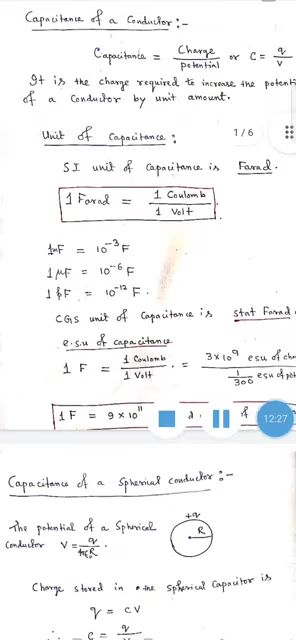 Capacitance of a Conductor :-
Capacitance = Charge / potential or C = q / V
It is the charge required to increase the potenti
of a conductor by unit amount.
Unit of Capacitance :
1/6
SI unit of Capacitance is Farad.
1 Farad = 1 Coulomb / 1 Volt
1mF = 10⁻³ F
1 μF = 10⁻⁶ F
1 pF = 10⁻¹² F.
CGS unit of Capacitance is stat Farad
e.s.u of capacitance
1 F = 1 Coulomb / 1 Volt = 3 × 10⁹ esu of ch / 1/300 esu of pot
1 F = 9 × 10¹¹ d of
12:27
Capacitance of a Spherical conductor :-
The potential of a Spherical
conductor V = q /
+q
R
Charge stored in the Spherical Capacitor is
q = CV
∴ C = q / V